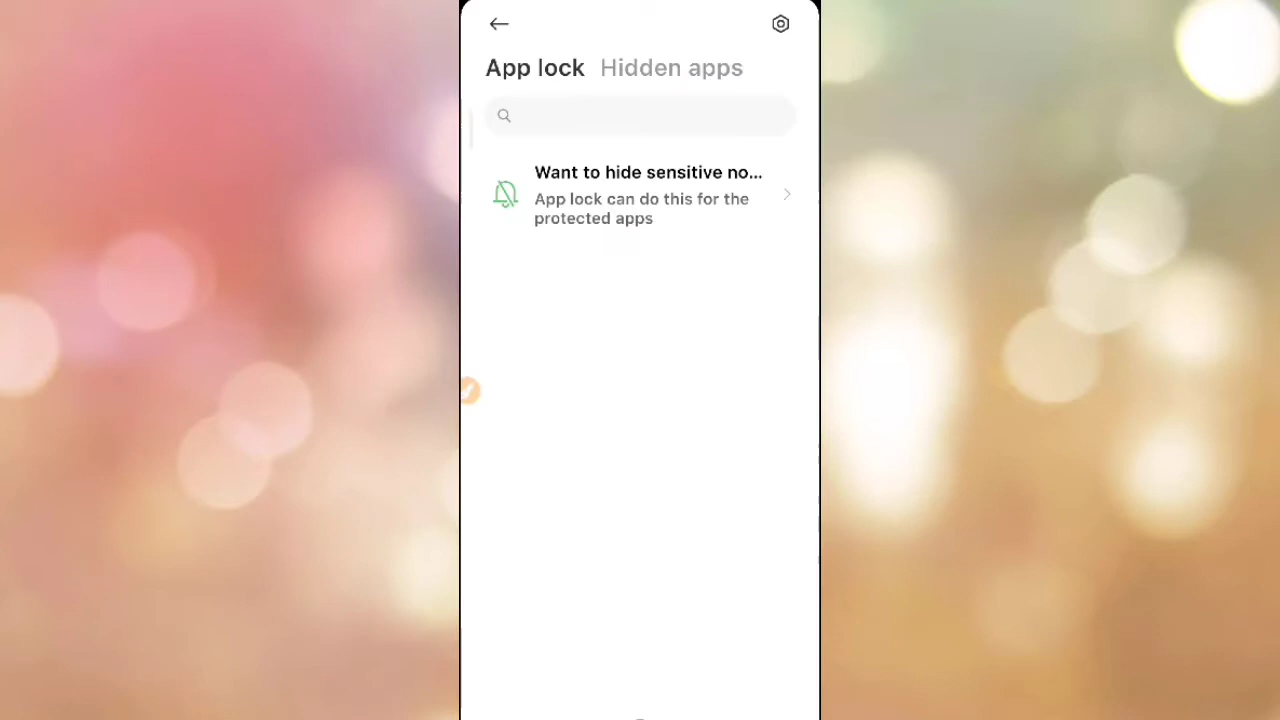 App lock Hidden apps
Want to hide sensitive no...
App lock can do this for the
protected apps